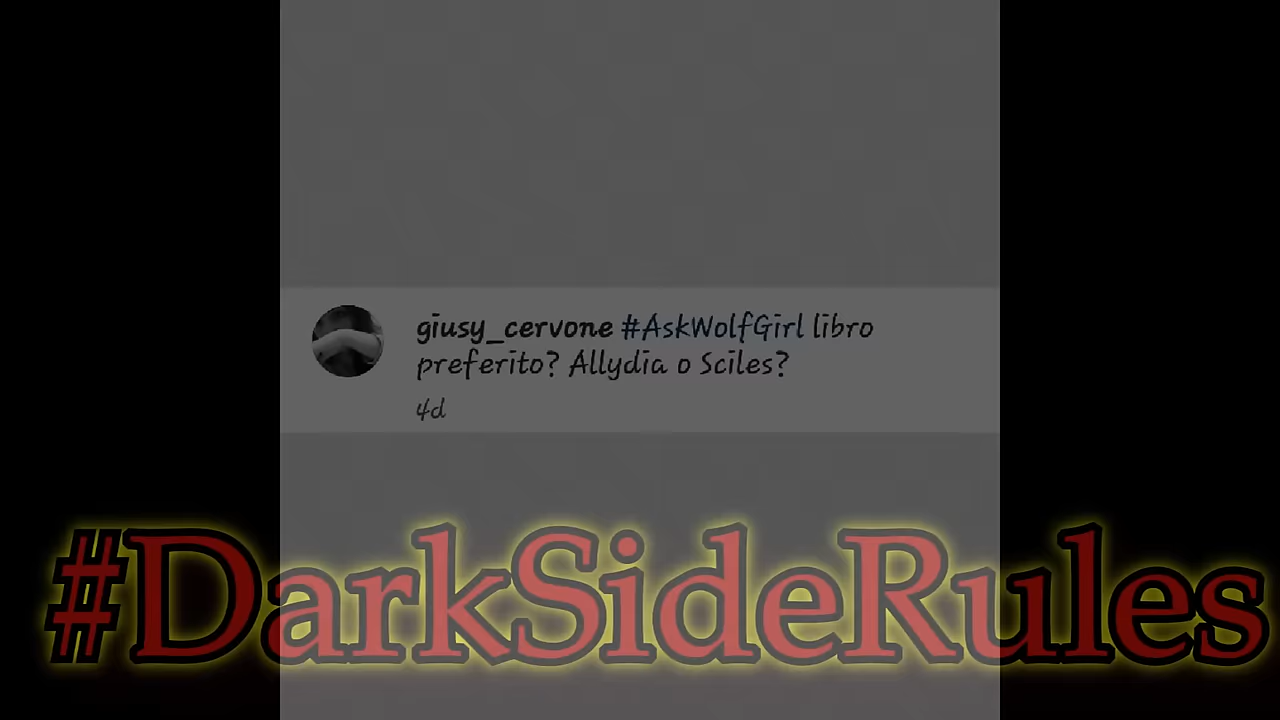 giusy_cervone #AskWolfGirl libro
preferito? Allydia o Sciles?
4d
#DarkSideRules